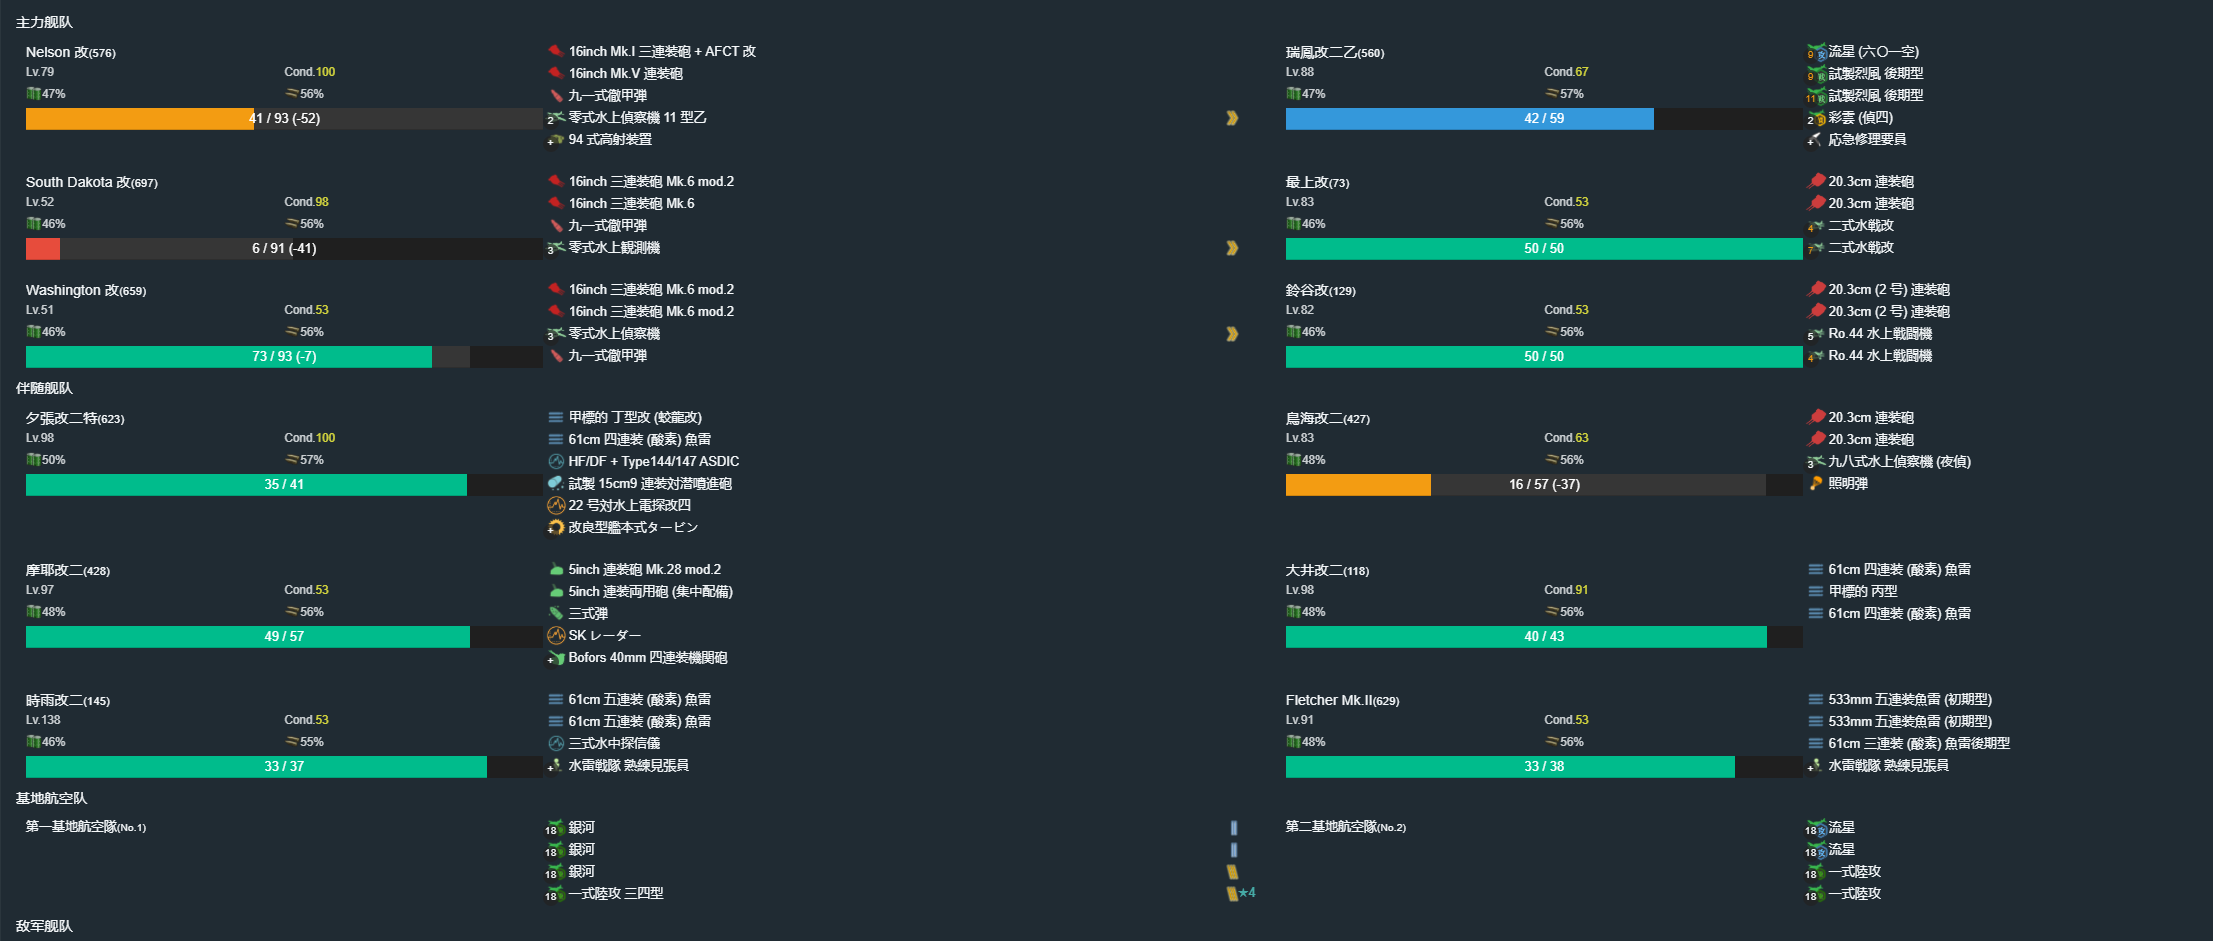 主力舰队
Nelson 改(576)
Lv.79 Cond.100
47% 56%
41 / 93 (-52)
16inch Mk.I 三連装砲 + AFCT 改
16inch Mk.V 連装砲
九一式徹甲弾
2 零式水上偵察機 11 型乙
+ 94 式高射装置
瑞鳳改二乙(560)
Lv.88 Cond.67
47% 57%
42 / 59
9 流星 (六〇一空)
9 試製烈風 後期型
11 試製烈風 後期型
2 彩雲 (偵四)
+ 応急修理要員
South Dakota 改(697)
Lv.52 Cond.98
46% 56%
6 / 91 (-41)
16inch 三連装砲 Mk.6 mod.2
16inch 三連装砲 Mk.6
九一式徹甲弾
3 零式水上観測機
最上改(73)
Lv.83 Cond.53
46% 56%
50 / 50
20.3cm 連装砲
20.3cm 連装砲
4 二式水戦改
7 二式水戦改
Washington 改(659)
Lv.51 Cond.53
46% 56%
73 / 93 (-7)
16inch 三連装砲 Mk.6 mod.2
16inch 三連装砲 Mk.6 mod.2
3 零式水上偵察機
九一式徹甲弾
鈴谷改(129)
Lv.82 Cond.53
46% 56%
50 / 50
20.3cm (2 号) 連装砲
20.3cm (2 号) 連装砲
5 Ro.44 水上戦闘機
4 Ro.44 水上戦闘機
伴随舰队
夕張改二特(623)
Lv.98 Cond.100
50% 57%
35 / 41
甲標的 丁型改 (蛟龍改)
61cm 四連装 (酸素) 魚雷
HF/DF + Type144/147 ASDIC
試製 15cm9 連装対潜噴進砲
22 号対水上電探改四
+ 改良型艦本式タービン
鳥海改二(427)
Lv.83 Cond.63
48% 56%
16 / 57 (-37)
20.3cm 連装砲
20.3cm 連装砲
3 九八式水上偵察機 (夜偵)
照明弾
摩耶改二(428)
Lv.97 Cond.53
48% 56%
49 / 57
5inch 連装砲 Mk.28 mod.2
5inch 連装両用砲 (集中配備)
三式弾
SK レーダー
+ Bofors 40mm 四連装機関砲
大井改二(118)
Lv.98 Cond.91
48% 56%
40 / 43
61cm 四連装 (酸素) 魚雷
甲標的 丙型
61cm 四連装 (酸素) 魚雷
時雨改二(145)
Lv.138 Cond.53
46% 55%
33 / 37
61cm 五連装 (酸素) 魚雷
61cm 五連装 (酸素) 魚雷
三式水中探信儀
+ 水雷戦隊 熟練見張員
Fletcher Mk.II(629)
Lv.91 Cond.53
48% 56%
33 / 38
533mm 五連装魚雷 (初期型)
533mm 五連装魚雷 (初期型)
61cm 三連装 (酸素) 魚雷後期型
+ 水雷戦隊 熟練見張員
基地航空队
第一基地航空隊(No.1)
18 銀河
18 銀河
18 銀河
18 一式陸攻 三四型 ★4
第二基地航空隊(No.2)
18 流星
18 流星
18 一式陸攻
18 一式陸攻
敌军舰队